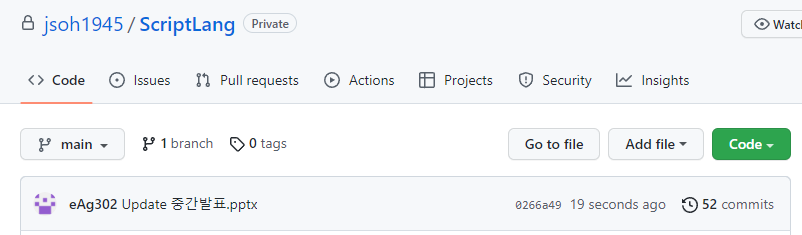 jsoh1945 / ScriptLang Private Watc
Code Issues Pull requests Actions Projects Security Insights
main 1 branch 0 tags Go to file Add file Code
eAg302 Update 중간발표.pptx 0266a49 19 seconds ago 52 commits